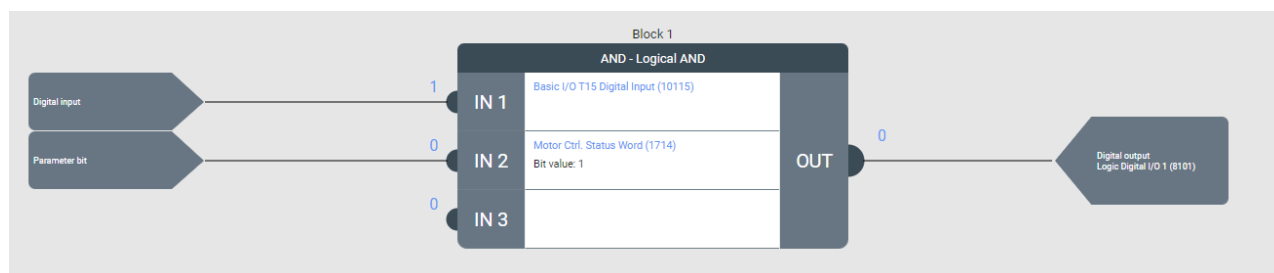 Block 1
AND - Logical AND
Digital input
1
IN 1
Basic I/O T15 Digital Input (10115)
Parameter bit
0
IN 2
Motor Ctrl. Status Word (1714)
Bit value: 1
OUT
0
Digital output
Logic Digital I/O 1 (8101)
0
IN 3